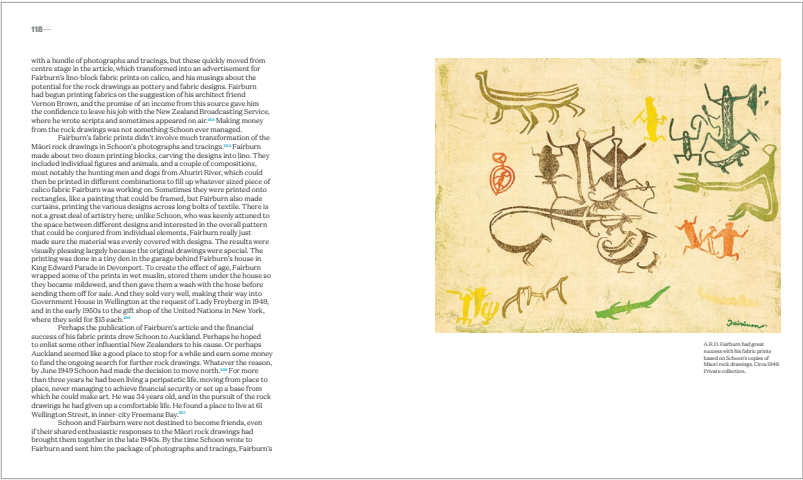 118—
with a bundle of photographs and tracings, but these quickly moved from
centre stage in the article, which transformed into an advertisement for
Fairburn's lino-block fabric prints on calico, and his musings about the
potential for the rock drawings as pottery and fabric designs. Fairburn
had begun printing fabrics on the suggestion of his architect friend
Vernon Brown, and the promise of an income from this source gave him
the confidence to leave his job with the New Zealand Broadcasting Service,
where he wrote scripts and sometimes appeared on air. Making money
from the rock drawings was not something Schoon ever managed.
Fairburn's fabric prints didn't involve much transformation of the
Māori rock drawings in Schoon's photographs and tracings. Fairburn
made about two dozen printing blocks, carving the designs into lino. They
included individual figures and animals, and a couple of compositions,
most notably the hunting men and dogs from Ahuriri River, which could
then be printed in different combinations to fill up whatever sized piece of
calico fabric Fairburn was working on. Sometimes they were printed onto
rectangles, like a painting that could be framed, but Fairburn also made
curtains, printing the various designs across long bolts of textile. There is
not a great deal of artistry here; unlike Schoon, who was keenly attuned to
the space between different designs and interested in the overall pattern
that could be conjured from individual elements, Fairburn really just
made sure the material was evenly covered with designs. The results were
visually pleasing largely because the original drawings were special. The
printing was done in a tiny den in the garage behind Fairburn's house in
King Edward Parade in Devonport. To create the effect of age, Fairburn
wrapped some of the prints in wet muslin, stored them under the house so
they became mildewed, and then gave them a wash with the hose before
sending them off for sale. And they sold very well, making their way into
Government House in Wellington at the request of Lady Freyberg in 1949,
and in the early 1950s to the gift shop of the United Nations in New York,
where they sold for $15 each.
Perhaps the publication of Fairburn's article and the financial
success of his fabric prints drew Schoon to Auckland. Perhaps he hoped
to enlist some other influential New Zealanders to his cause. Or perhaps
Auckland seemed like a good place to stop for a while and earn some money
to fund the ongoing search for further rock drawings. Whatever the reason,
by June 1949 Schoon had made the decision to move north. For more
than three years he had been living a peripatetic life, moving from place to
place, never managing to achieve financial security or set up a base from
which he could make art. He was 34 years old, and in the pursuit of the rock
drawings he had given up a comfortable life. He found a place to live at 61
Wellington Street, in inner-city Freemans Bay.
Schoon and Fairburn were not destined to become friends, even
if their shared enthusiastic responses to the Māori rock drawings had
brought them together in the late 1940s. By the time Schoon wrote to
Fairburn and sent him the package of photographs and tracings, Fairburn's
Fairburn
A.R.D. Fairburn had great
success with his fabric prints
based on Schoon's copies of
Māori rock drawings. Circa 1949.
Private collection.